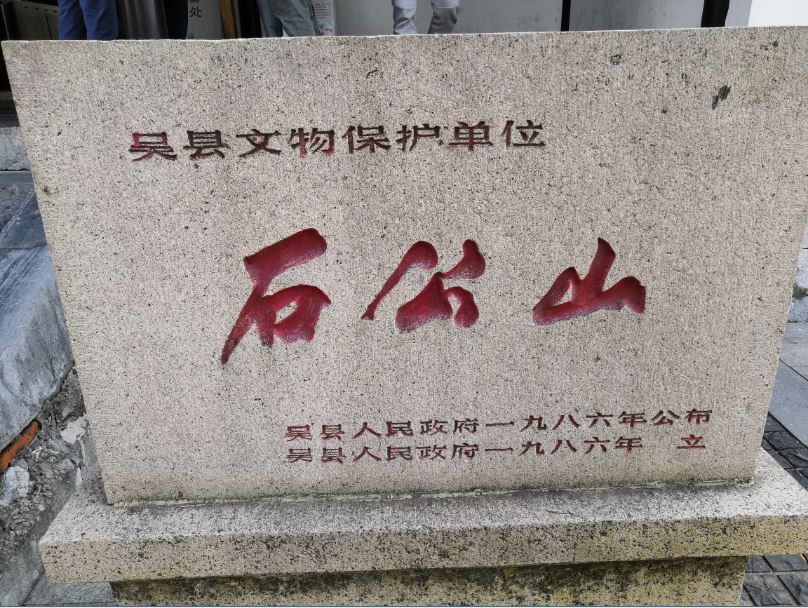 吴县文物保护单位
石公山
吴县人民政府一九八六年公布
吴县人民政府一九八六年 立